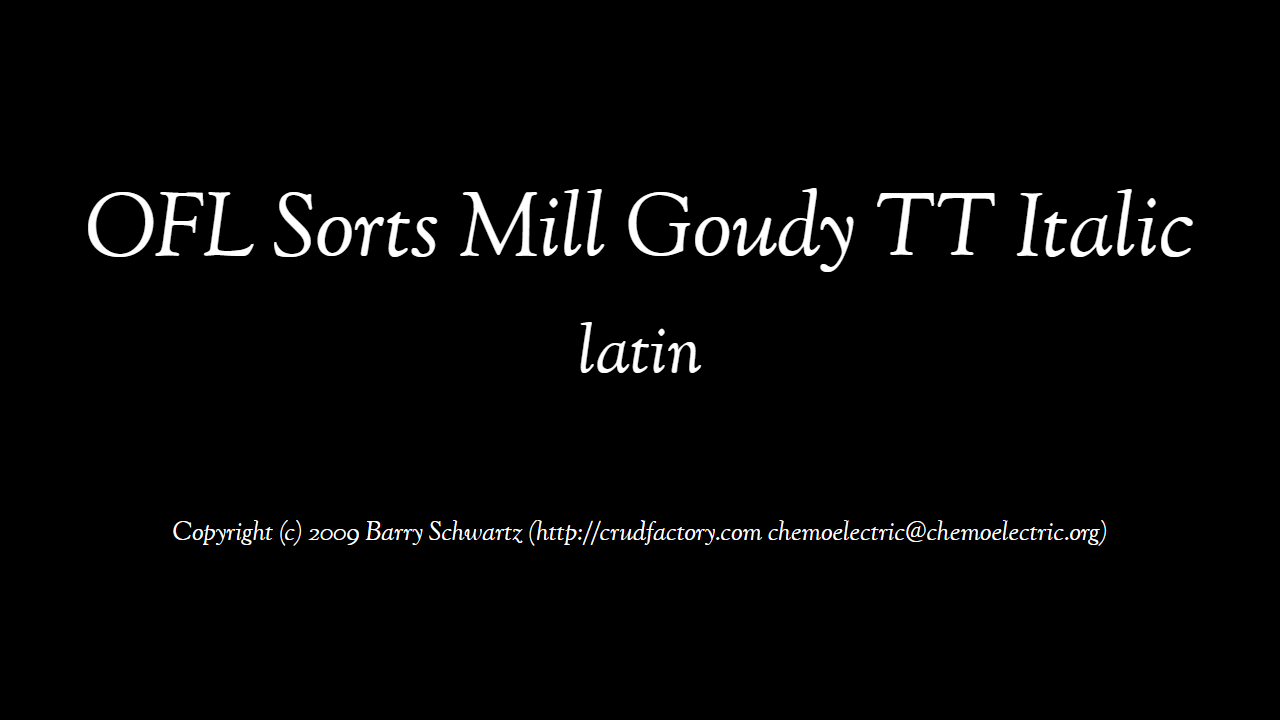 OFL Sorts Mill Goudy TT Italic
latin
Copyright (c) 2009 Barry Schwartz (http://crudfactory.com chemoelectric@chemoelectric.org)